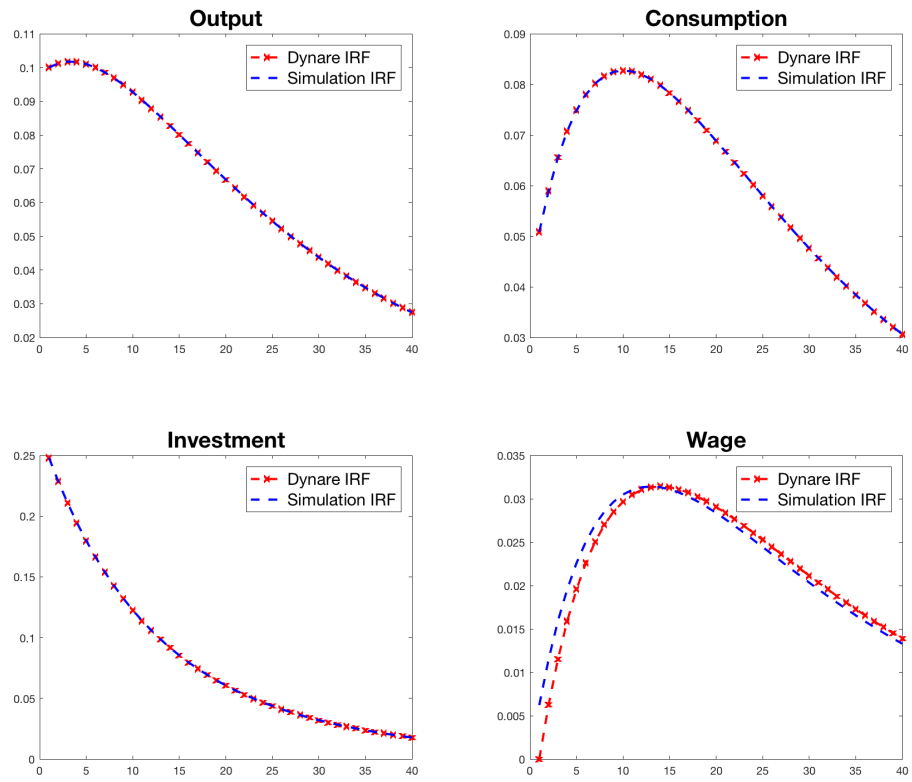 Output
0.11
0.1
0.09
0.08
0.07
0.06
0.05
0.04
0.03
0.02
0 5 10 15 20 25 30 35 40
Dynare IRF
Simulation IRF
Consumption
0.09
0.08
0.07
0.06
0.05
0.04
0.03
0 5 10 15 20 25 30 35 40
Dynare IRF
Simulation IRF
Investment
0.25
0.2
0.15
0.1
0.05
0
0 5 10 15 20 25 30 35 40
Dynare IRF
Simulation IRF
Wage
0.035
0.03
0.025
0.02
0.015
0.01
0.005
0
0 5 10 15 20 25 30 35 40
Dynare IRF
Simulation IRF